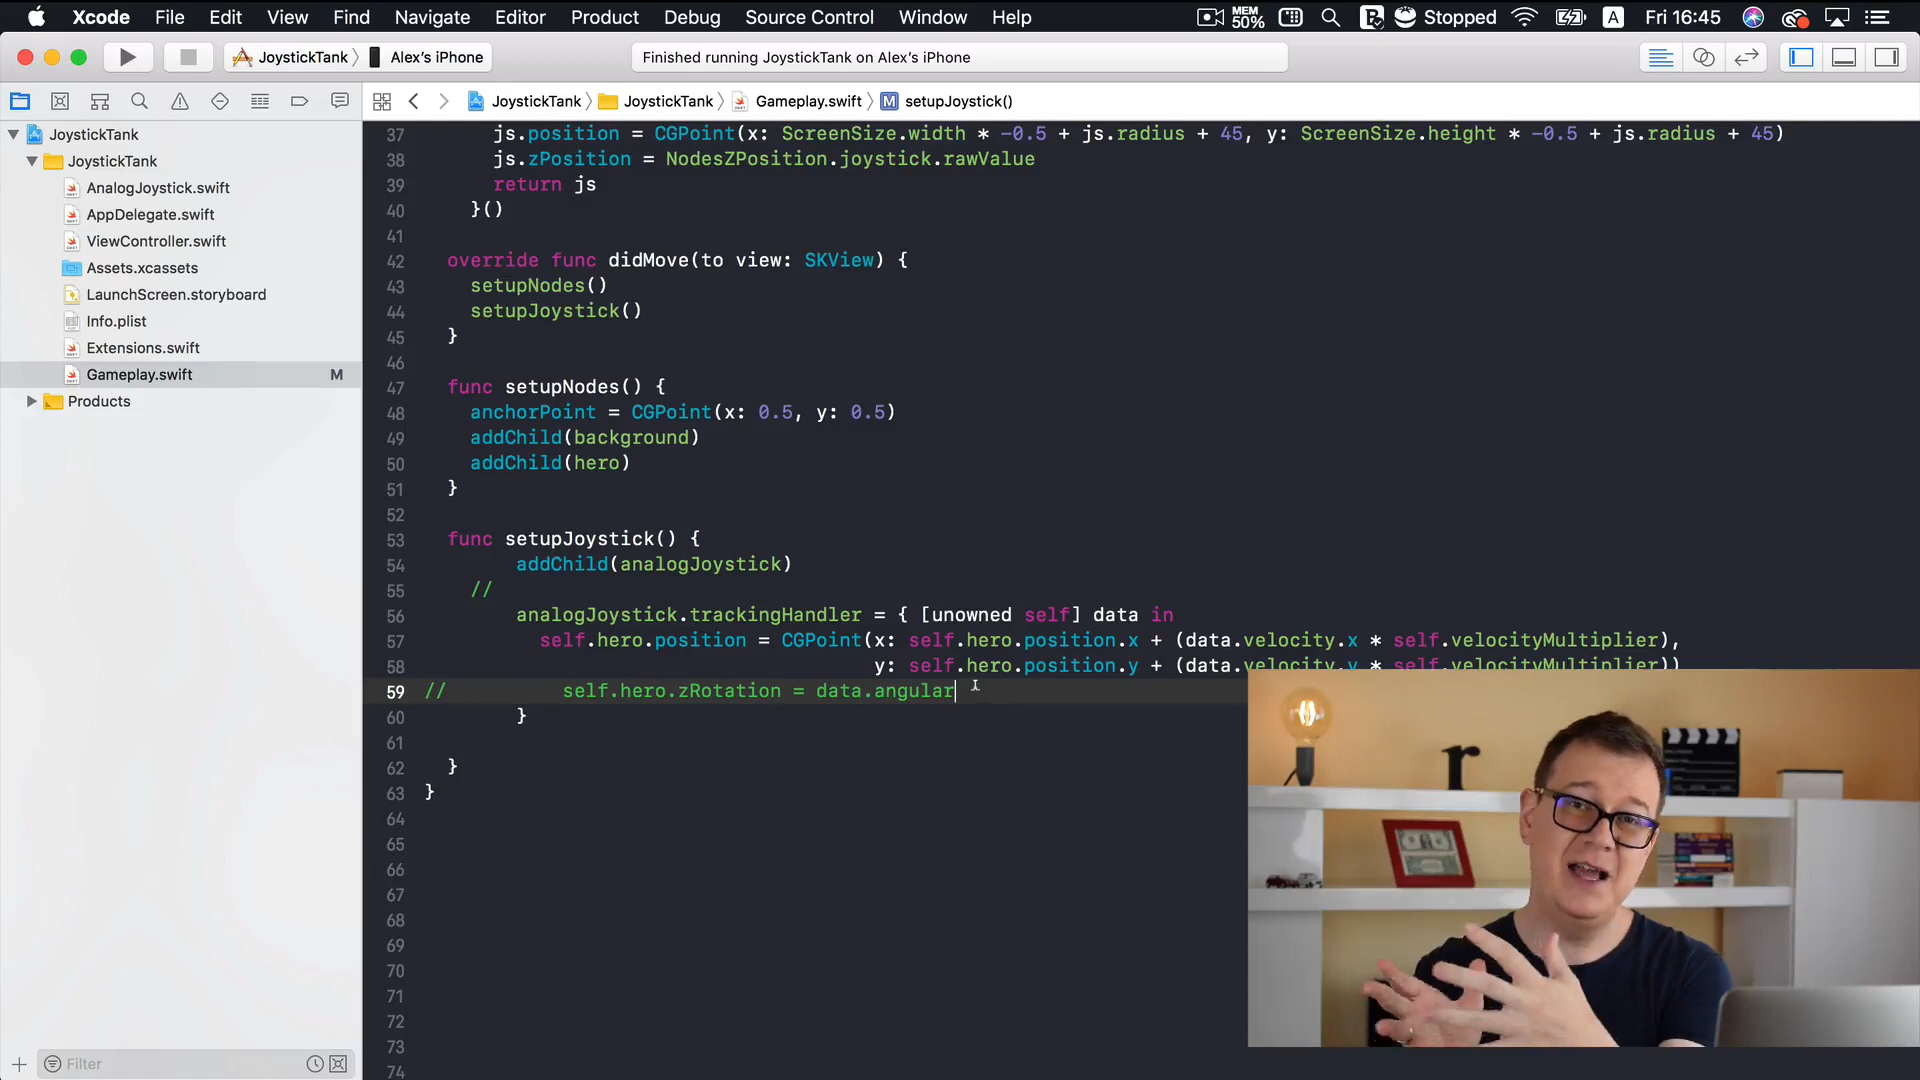 Xcode File Edit View Find Navigate Editor Product Debug Source Control Window Help MEM 50% Stopped A Fri 16:45
JoystickTank Alex's iPhone Finished running JoystickTank on Alex's iPhone
JoystickTank JoystickTank Gameplay.swift M setupJoystick()
JoystickTank
JoystickTank
AnalogJoystick.swift
AppDelegate.swift
ViewController.swift
Assets.xcassets
LaunchScreen.storyboard
Info.plist
Extensions.swift
Gameplay.swift M
Products
Filter
37 js.position = CGPoint(x: ScreenSize.width * -0.5 + js.radius + 45, y: ScreenSize.height * -0.5 + js.radius + 45)
38 js.zPosition = NodesZPosition.joystick.rawValue
39 return js
40 }()
41
42 override func didMove(to view: SKView) {
43 setupNodes()
44 setupJoystick()
45 }
46
47 func setupNodes() {
48 anchorPoint = CGPoint(x: 0.5, y: 0.5)
49 addChild(background)
50 addChild(hero)
51 }
52
53 func setupJoystick() {
54 addChild(analogJoystick)
55 //
56 analogJoystick.trackingHandler = { [unowned self] data in
57 self.hero.position = CGPoint(x: self.hero.position.x + (data.velocity.x * self.velocityMultiplier),
58 y: self.hero.position.y + (data.velocity.y * self.velocityMultiplier))
59 // self.hero.zRotation = data.angular
60 }
61
62 }
63 }
64
65
66
67
68
69
70
71
72
73
74